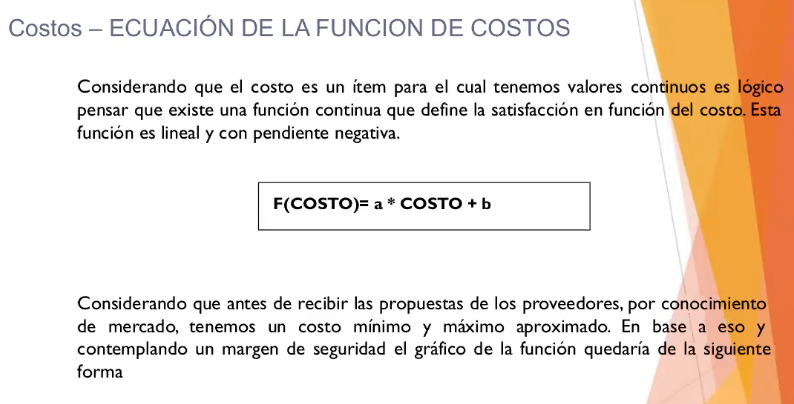 Costos – ECUACIÓN DE LA FUNCION DE COSTOS
Considerando que el costo es un ítem para el cual tenemos valores continuos es lógico
pensar que existe una función continua que define la satisfacción en función del costo. Esta
función es lineal y con pendiente negativa.
F(COSTO)= a * COSTO + b
Considerando que antes de recibir las propuestas de los proveedores, por conocimiento
de mercado, tenemos un costo mínimo y máximo aproximado. En base a eso y
contemplando un margen de seguridad el gráfico de la función quedaría de la siguiente
forma